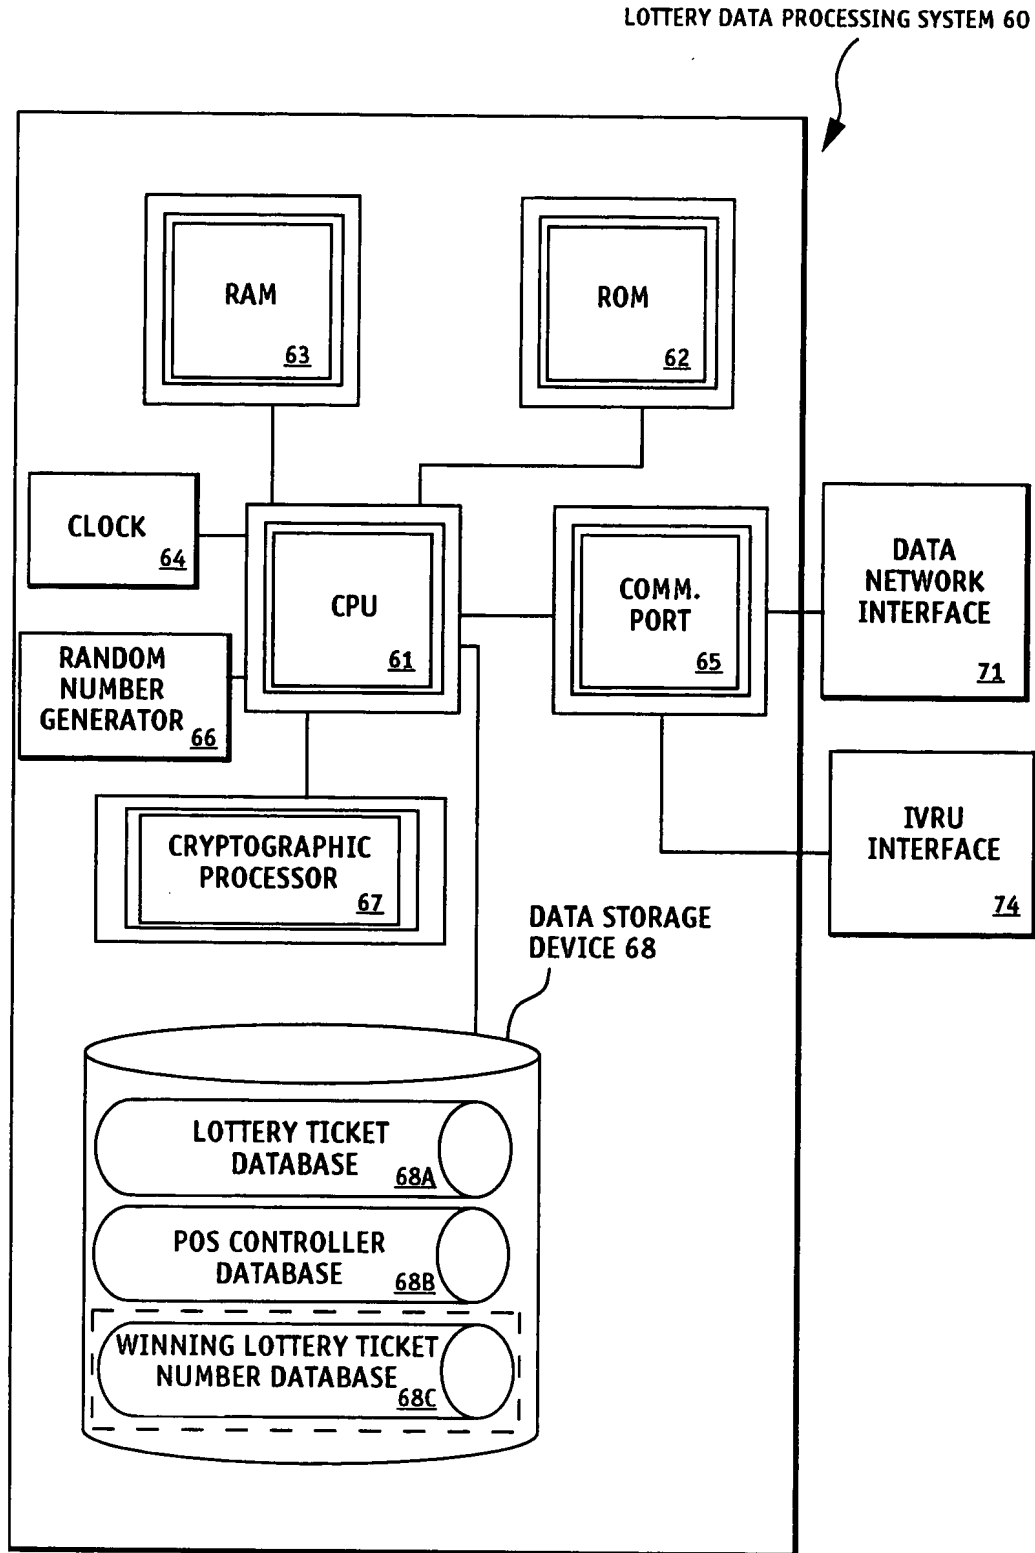 LOTTERY DATA PROCESSING SYSTEM 60
RAM
63
ROM
62
CLOCK
64
CPU
61
COMM.
PORT
65
DATA
NETWORK
INTERFACE
71
RANDOM
NUMBER
GENERATOR
66
IVRU
INTERFACE
74
CRYPTOGRAPHIC
PROCESSOR
67
DATA STORAGE
DEVICE 68
LOTTERY TICKET
DATABASE
68A
POS CONTROLLER
DATABASE
68B
WINNING LOTTERY TICKET
NUMBER DATABASE
68C